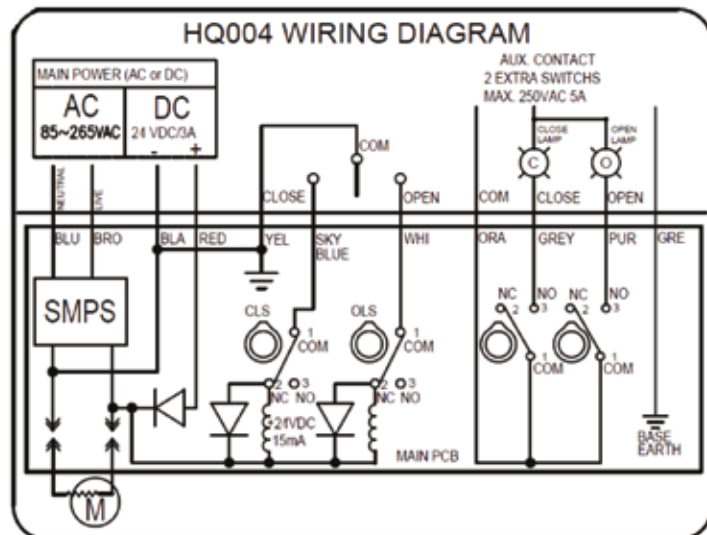 HQ004 WIRING DIAGRAM
MAIN POWER (AC or DC)
AC
85~265VAC
DC
24 VDC/3A
- +
AUX. CONTACT
2 EXTRA SWITCHS
MAX. 250VAC 5A
CLOSE LAMP
OPEN LAMP
C
O
NEUTRAL
LIVE
COM
CLOSE
OPEN
COM
CLOSE
OPEN
BLU
BRO
BLA
RED
YEL
SKY BLUE
WHI
ORA
GREY
PUR
GRE
SMPS
CLS
1
COM
2
NC
3
NO
OLS
1
COM
2
NC
3
NO
+24VDC
15mA
NC
2
NO
3
1
COM
NC
2
NO
3
1
COM
MAIN PCB
BASE EARTH
M